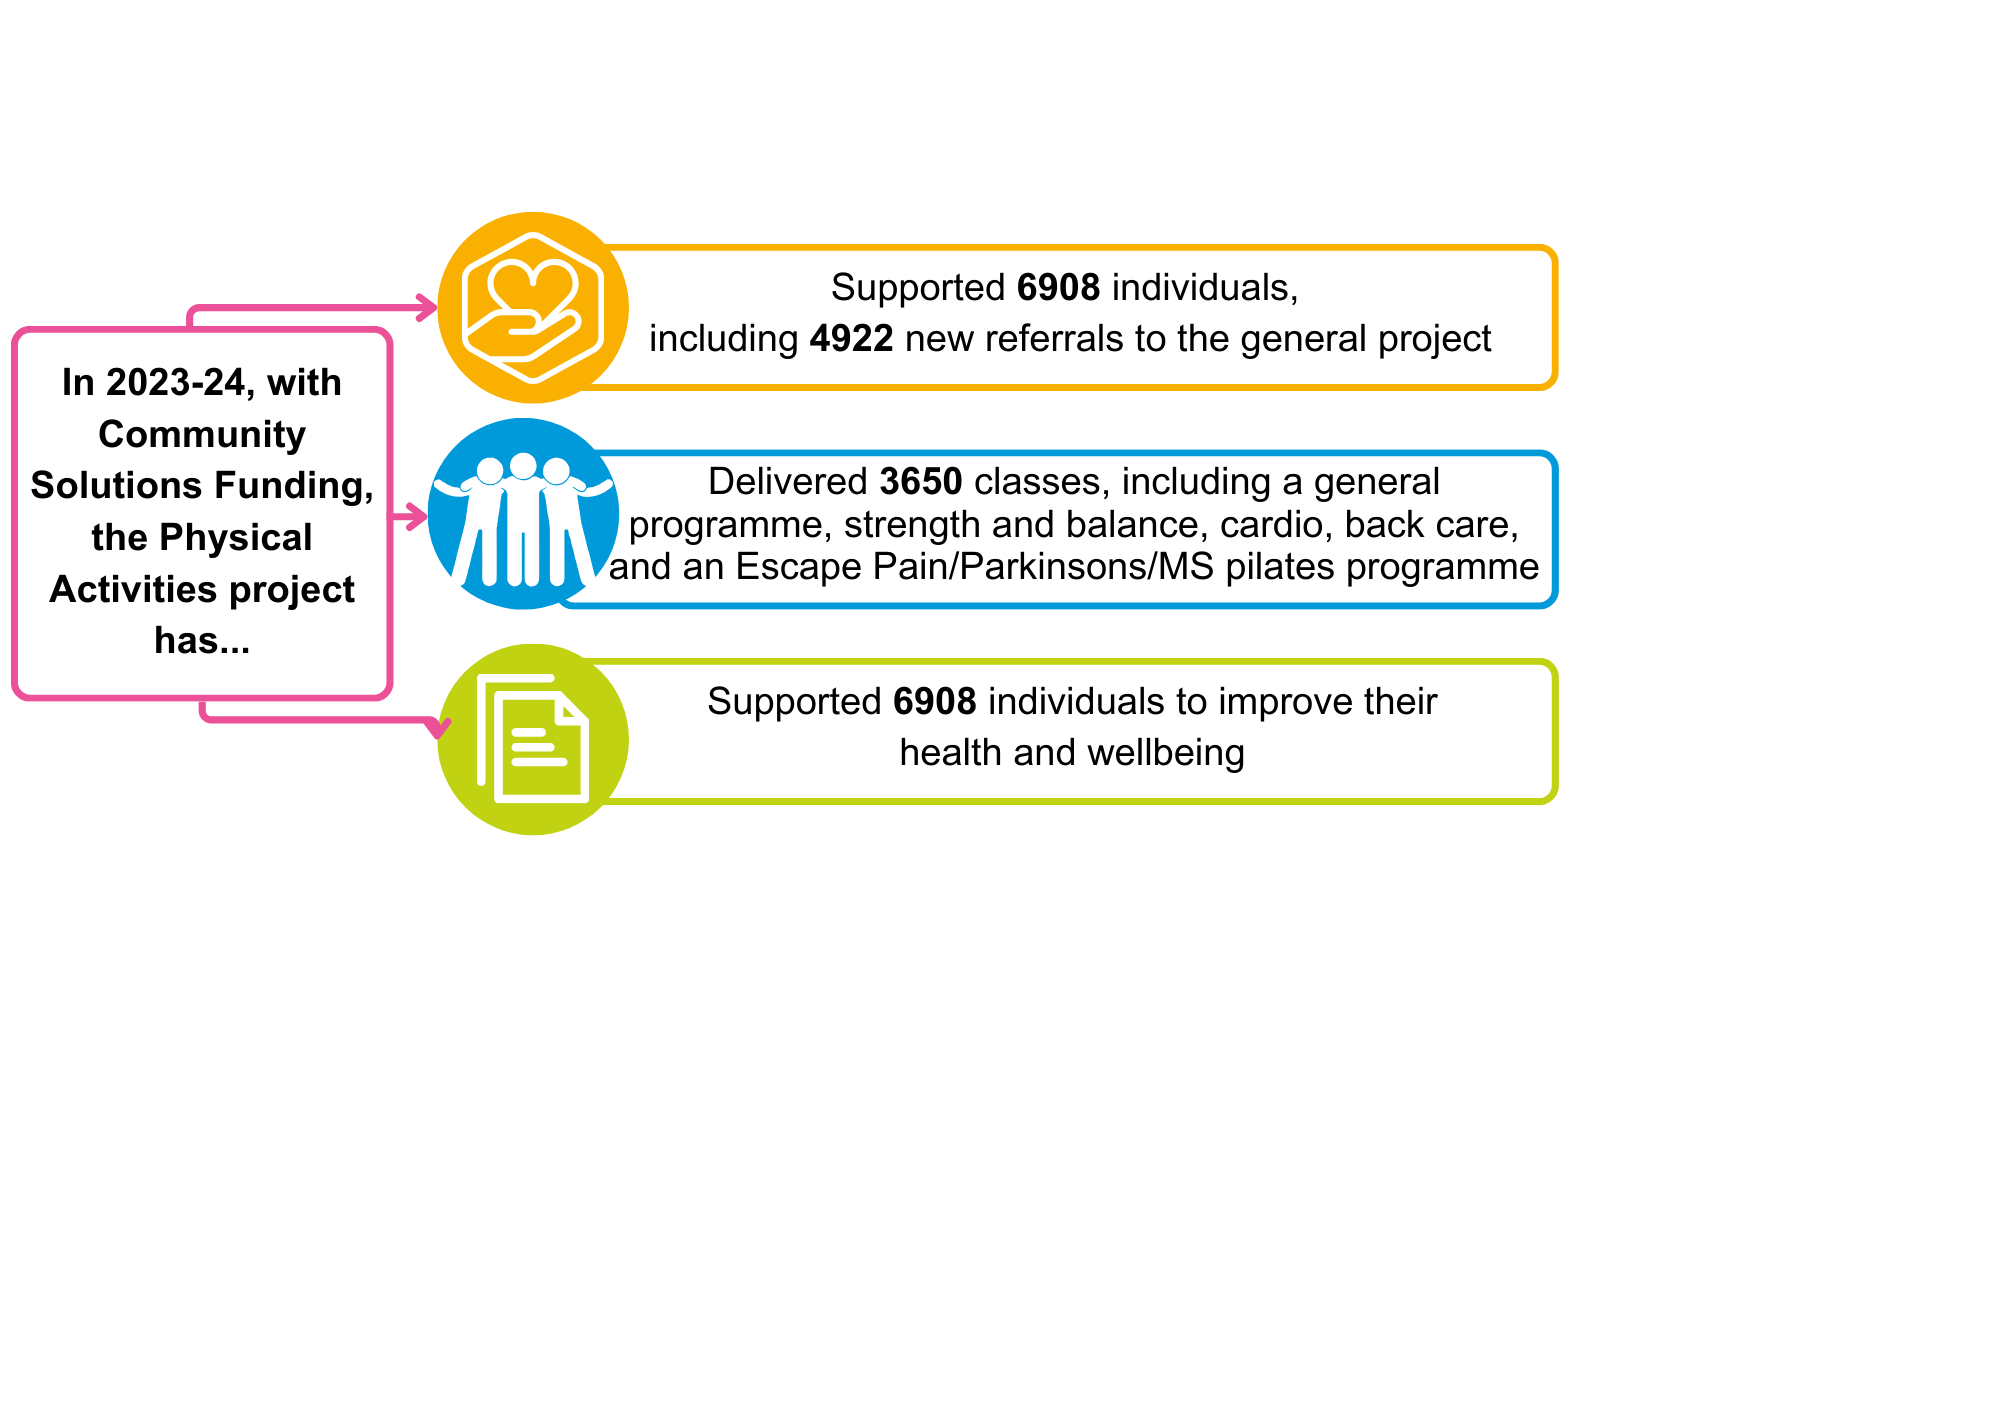 In 2023-24, with
Community
Solutions Funding,
the Physical
Activities project
has...
Supported 6908 individuals,
including 4922 new referrals to the general project
Delivered 3650 classes, including a general
programme, strength and balance, cardio, back care,
and an Escape Pain/Parkinsons/MS pilates programme
Supported 6908 individuals to improve their
health and wellbeing